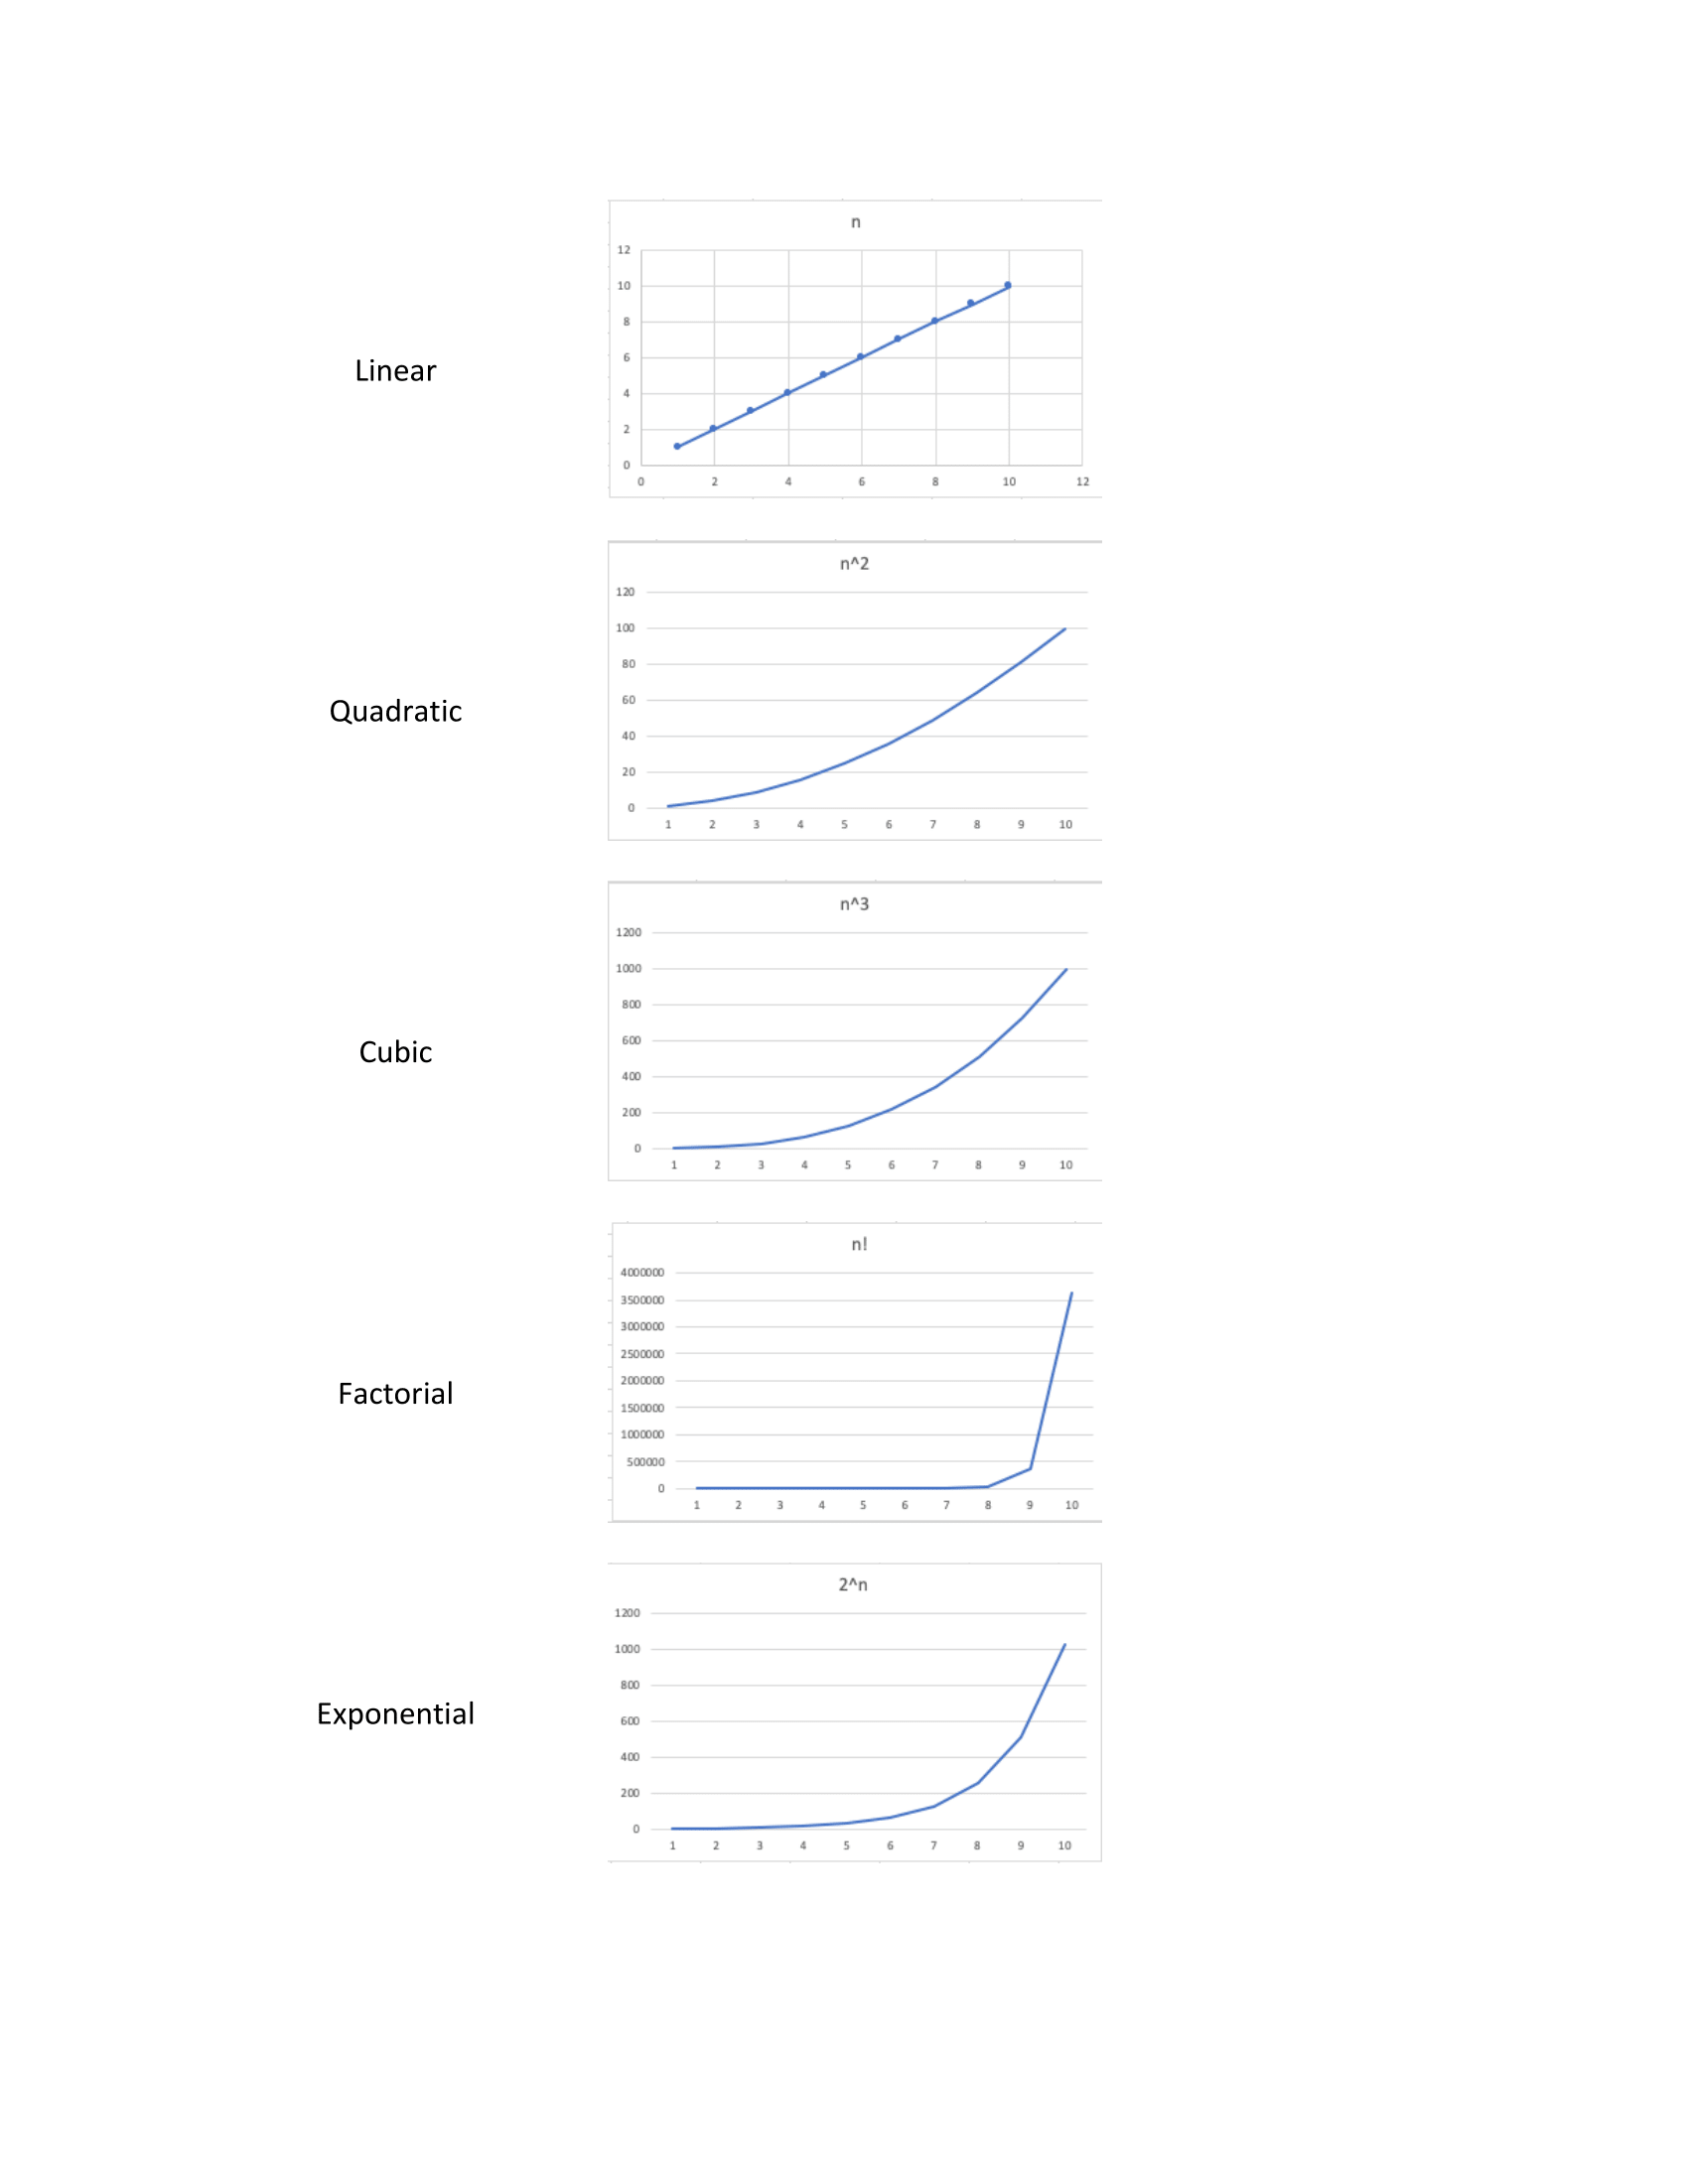 n
12
10
8
6
4
2
0
0 2 4 6 8 10 12
Linear
n^2
120
100
80
60
40
20
0
1 2 3 4 5 6 7 8 9 10
Quadratic
n^3
1200
1000
800
600
400
200
0
1 2 3 4 5 6 7 8 9 10
Cubic
n!
4000000
3500000
3000000
2500000
2000000
1500000
1000000
500000
0
1 2 3 4 5 6 7 8 9 10
Factorial
2^n
1200
1000
800
600
400
200
0
1 2 3 4 5 6 7 8 9 10
Exponential